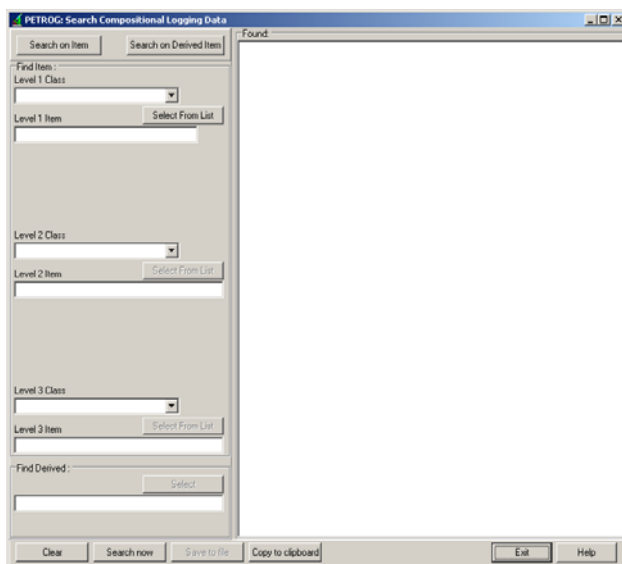 PETROG: Search Compositional Logging Data
Search on Item
Search on Derived Item
Found:
Find Item :
Level 1 Class
Level 1 Item
Select From List
Level 2 Class
Level 2 Item
Select From List
Level 3 Class
Level 3 Item
Select From List
Find Derived :
Select
Clear
Search now
Save to file
Copy to clipboard
Exit
Help